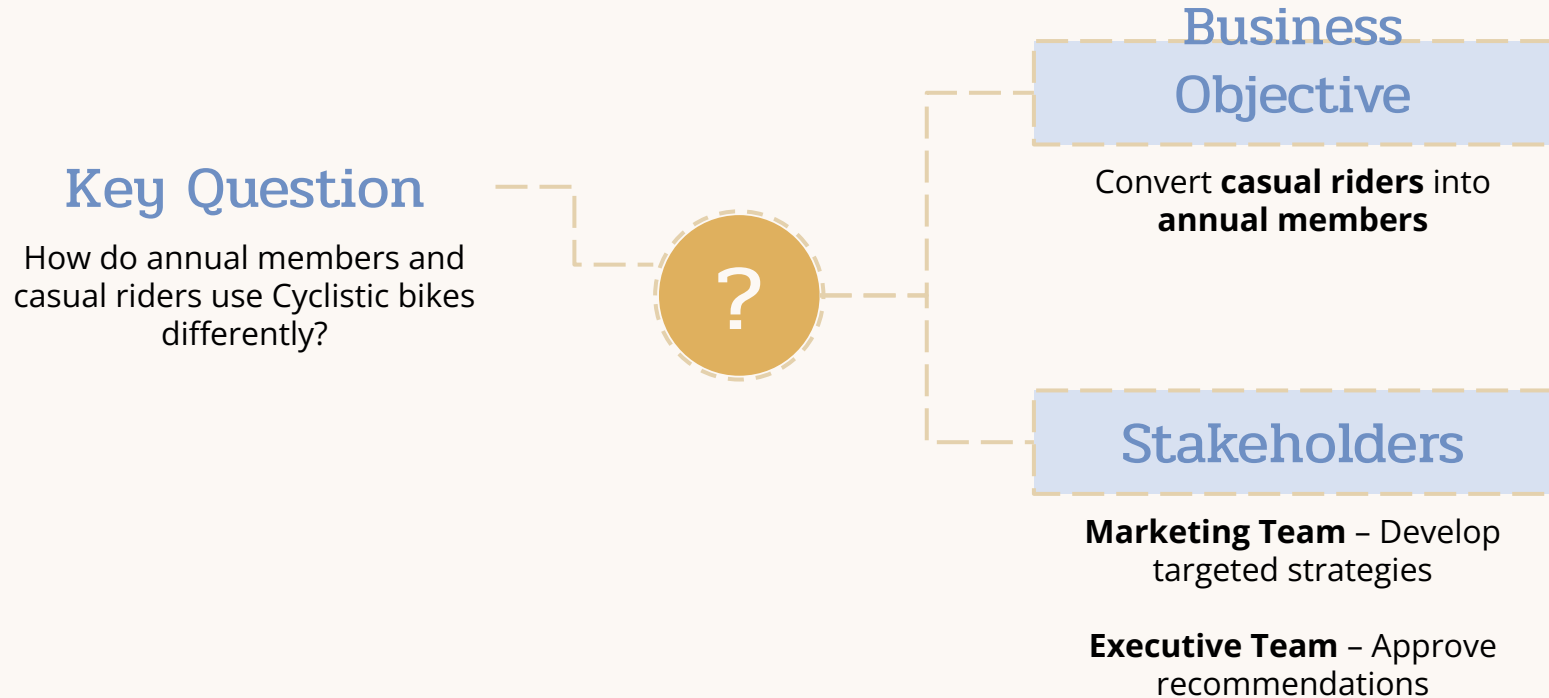 Key Question
How do annual members and
casual riders use Cyclistic bikes
differently?
?
Business
Objective
Convert casual riders into
annual members
Stakeholders
Marketing Team – Develop
targeted strategies
Executive Team – Approve
recommendations